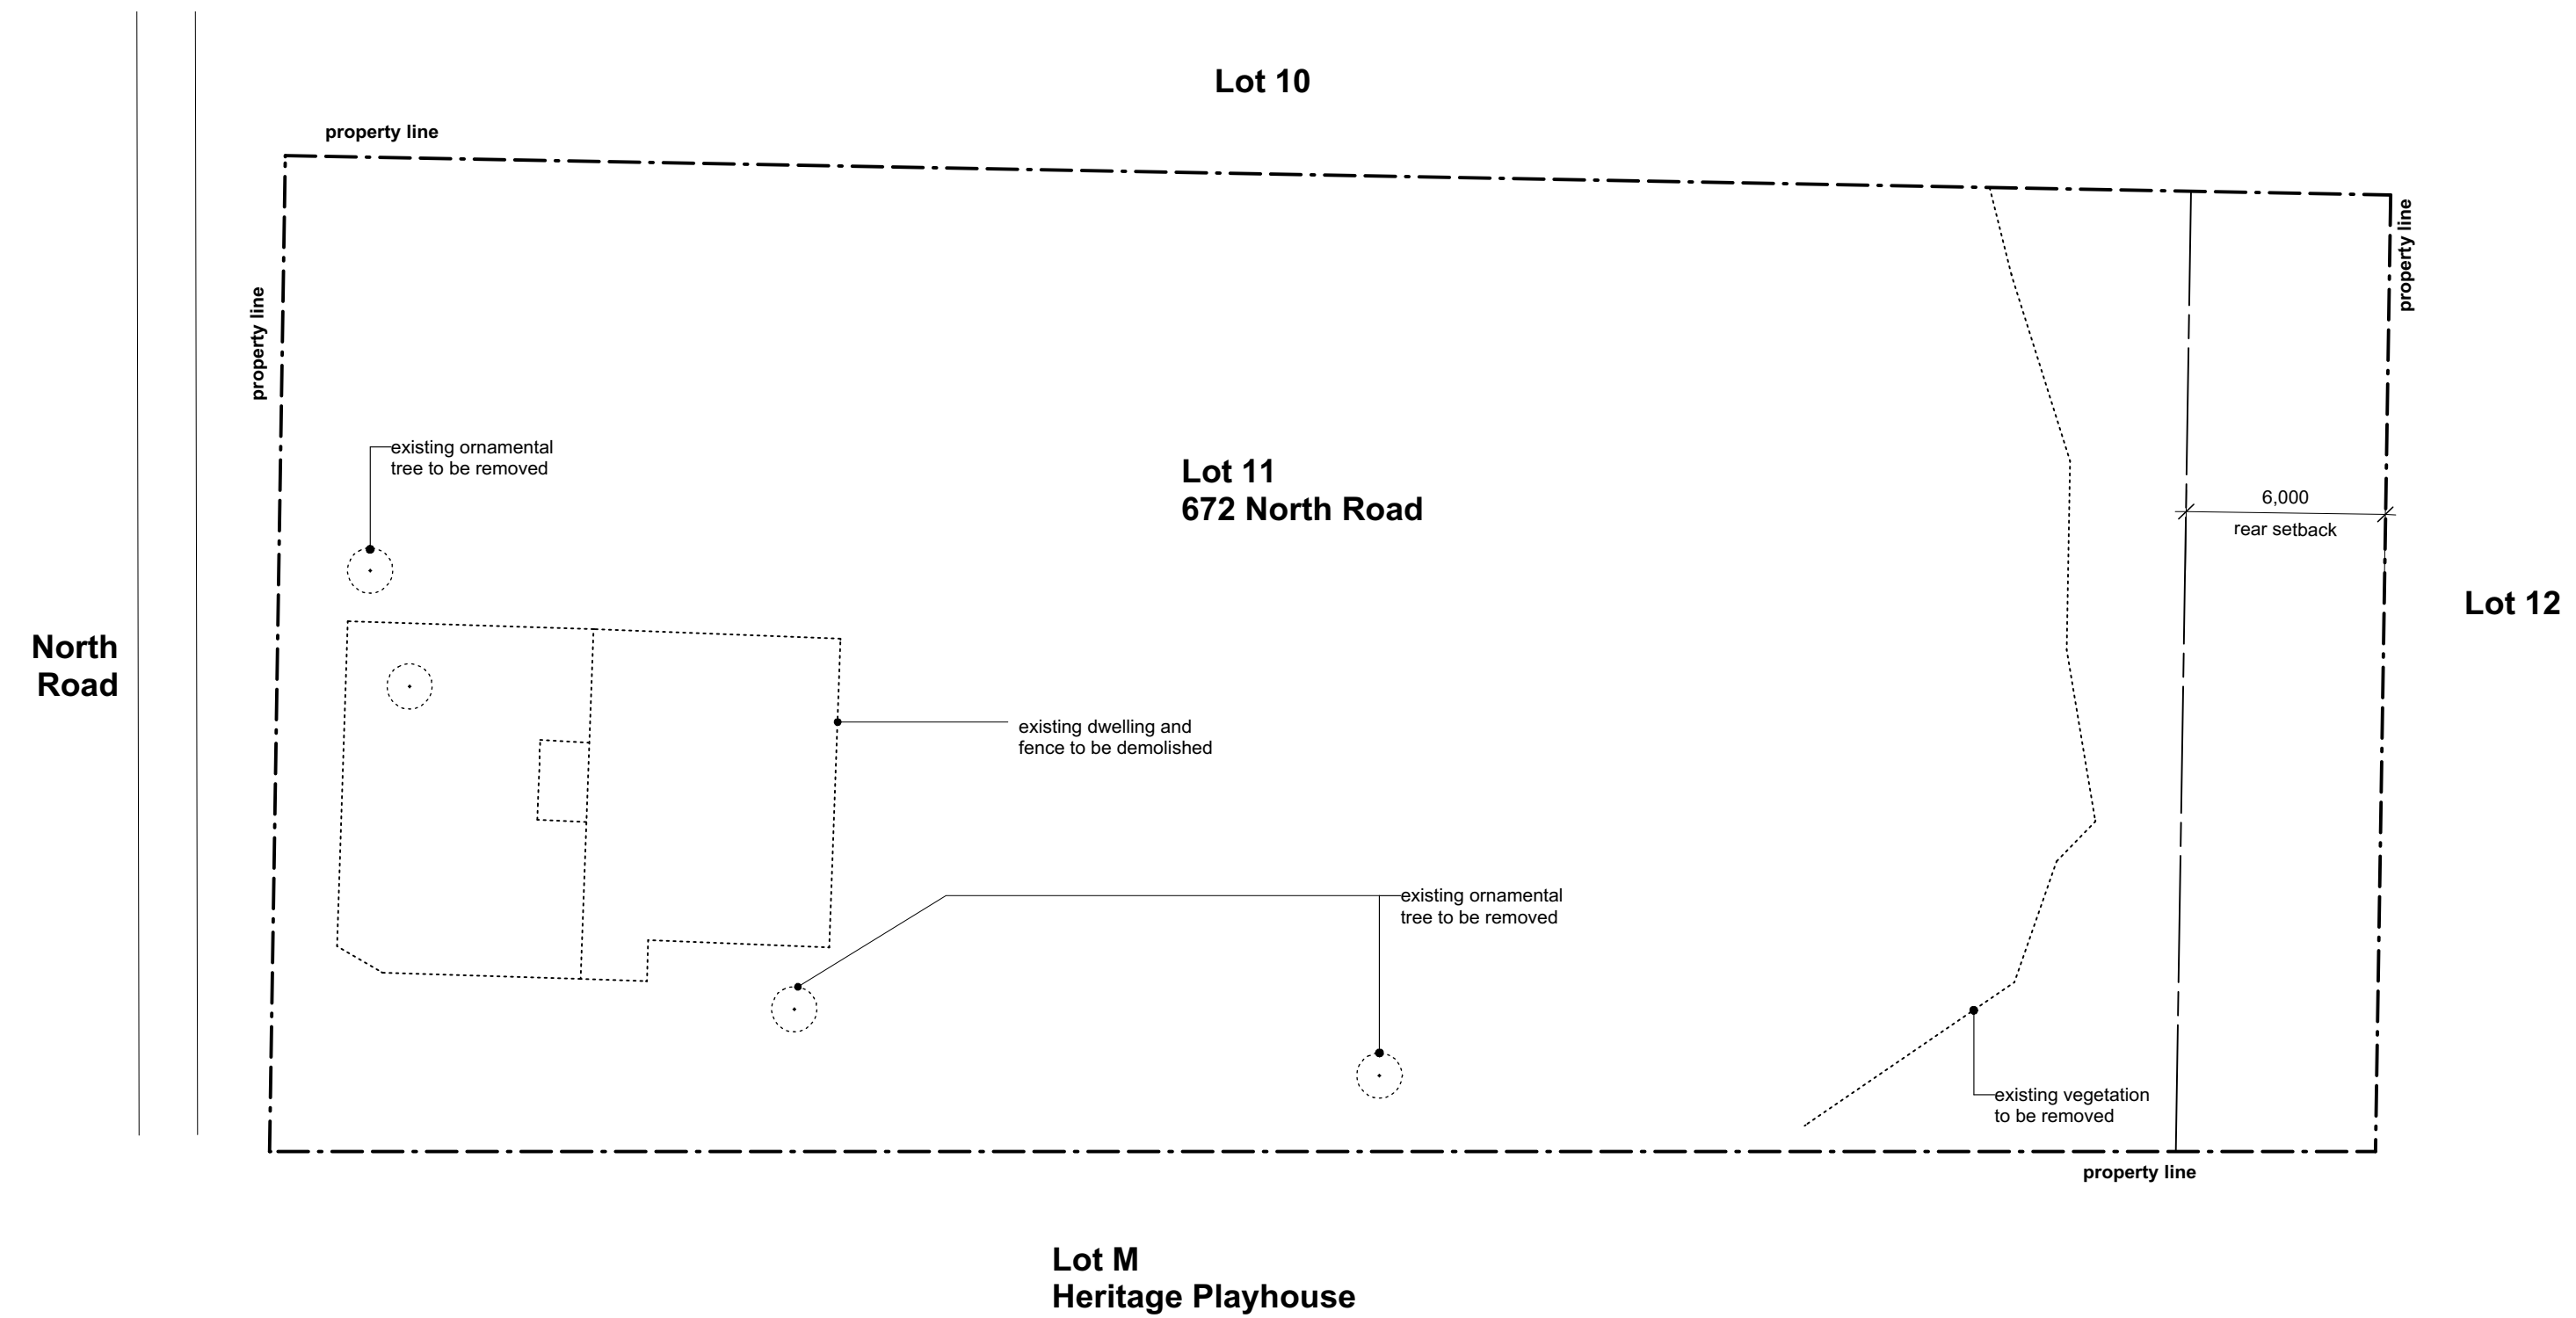 Lot 10
property line
property line
property line
existing ornamental
tree to be removed
Lot 11
672 North Road
6,000
rear setback
Lot 12
North
Road
existing dwelling and
fence to be demolished
existing ornamental
tree to be removed
existing vegetation
to be removed
property line
Lot M
Heritage Playhouse